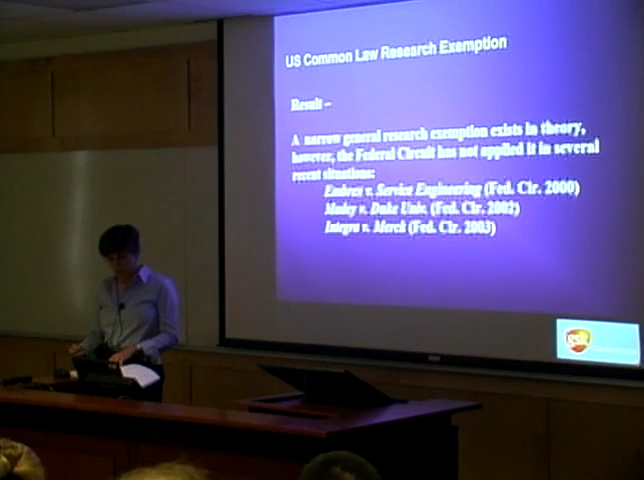 US Common Law Research Exemption
Result –
A narrow general research exemption exists in theory,
however, the Federal Circuit has not applied it in several
recent situations:
Embrex v. Service Engineering (Fed. Cir. 2000)
Madey v. Duke Univ. (Fed. Cir. 2002)
Integra v. Merck (Fed. Cir. 2003)
gsk